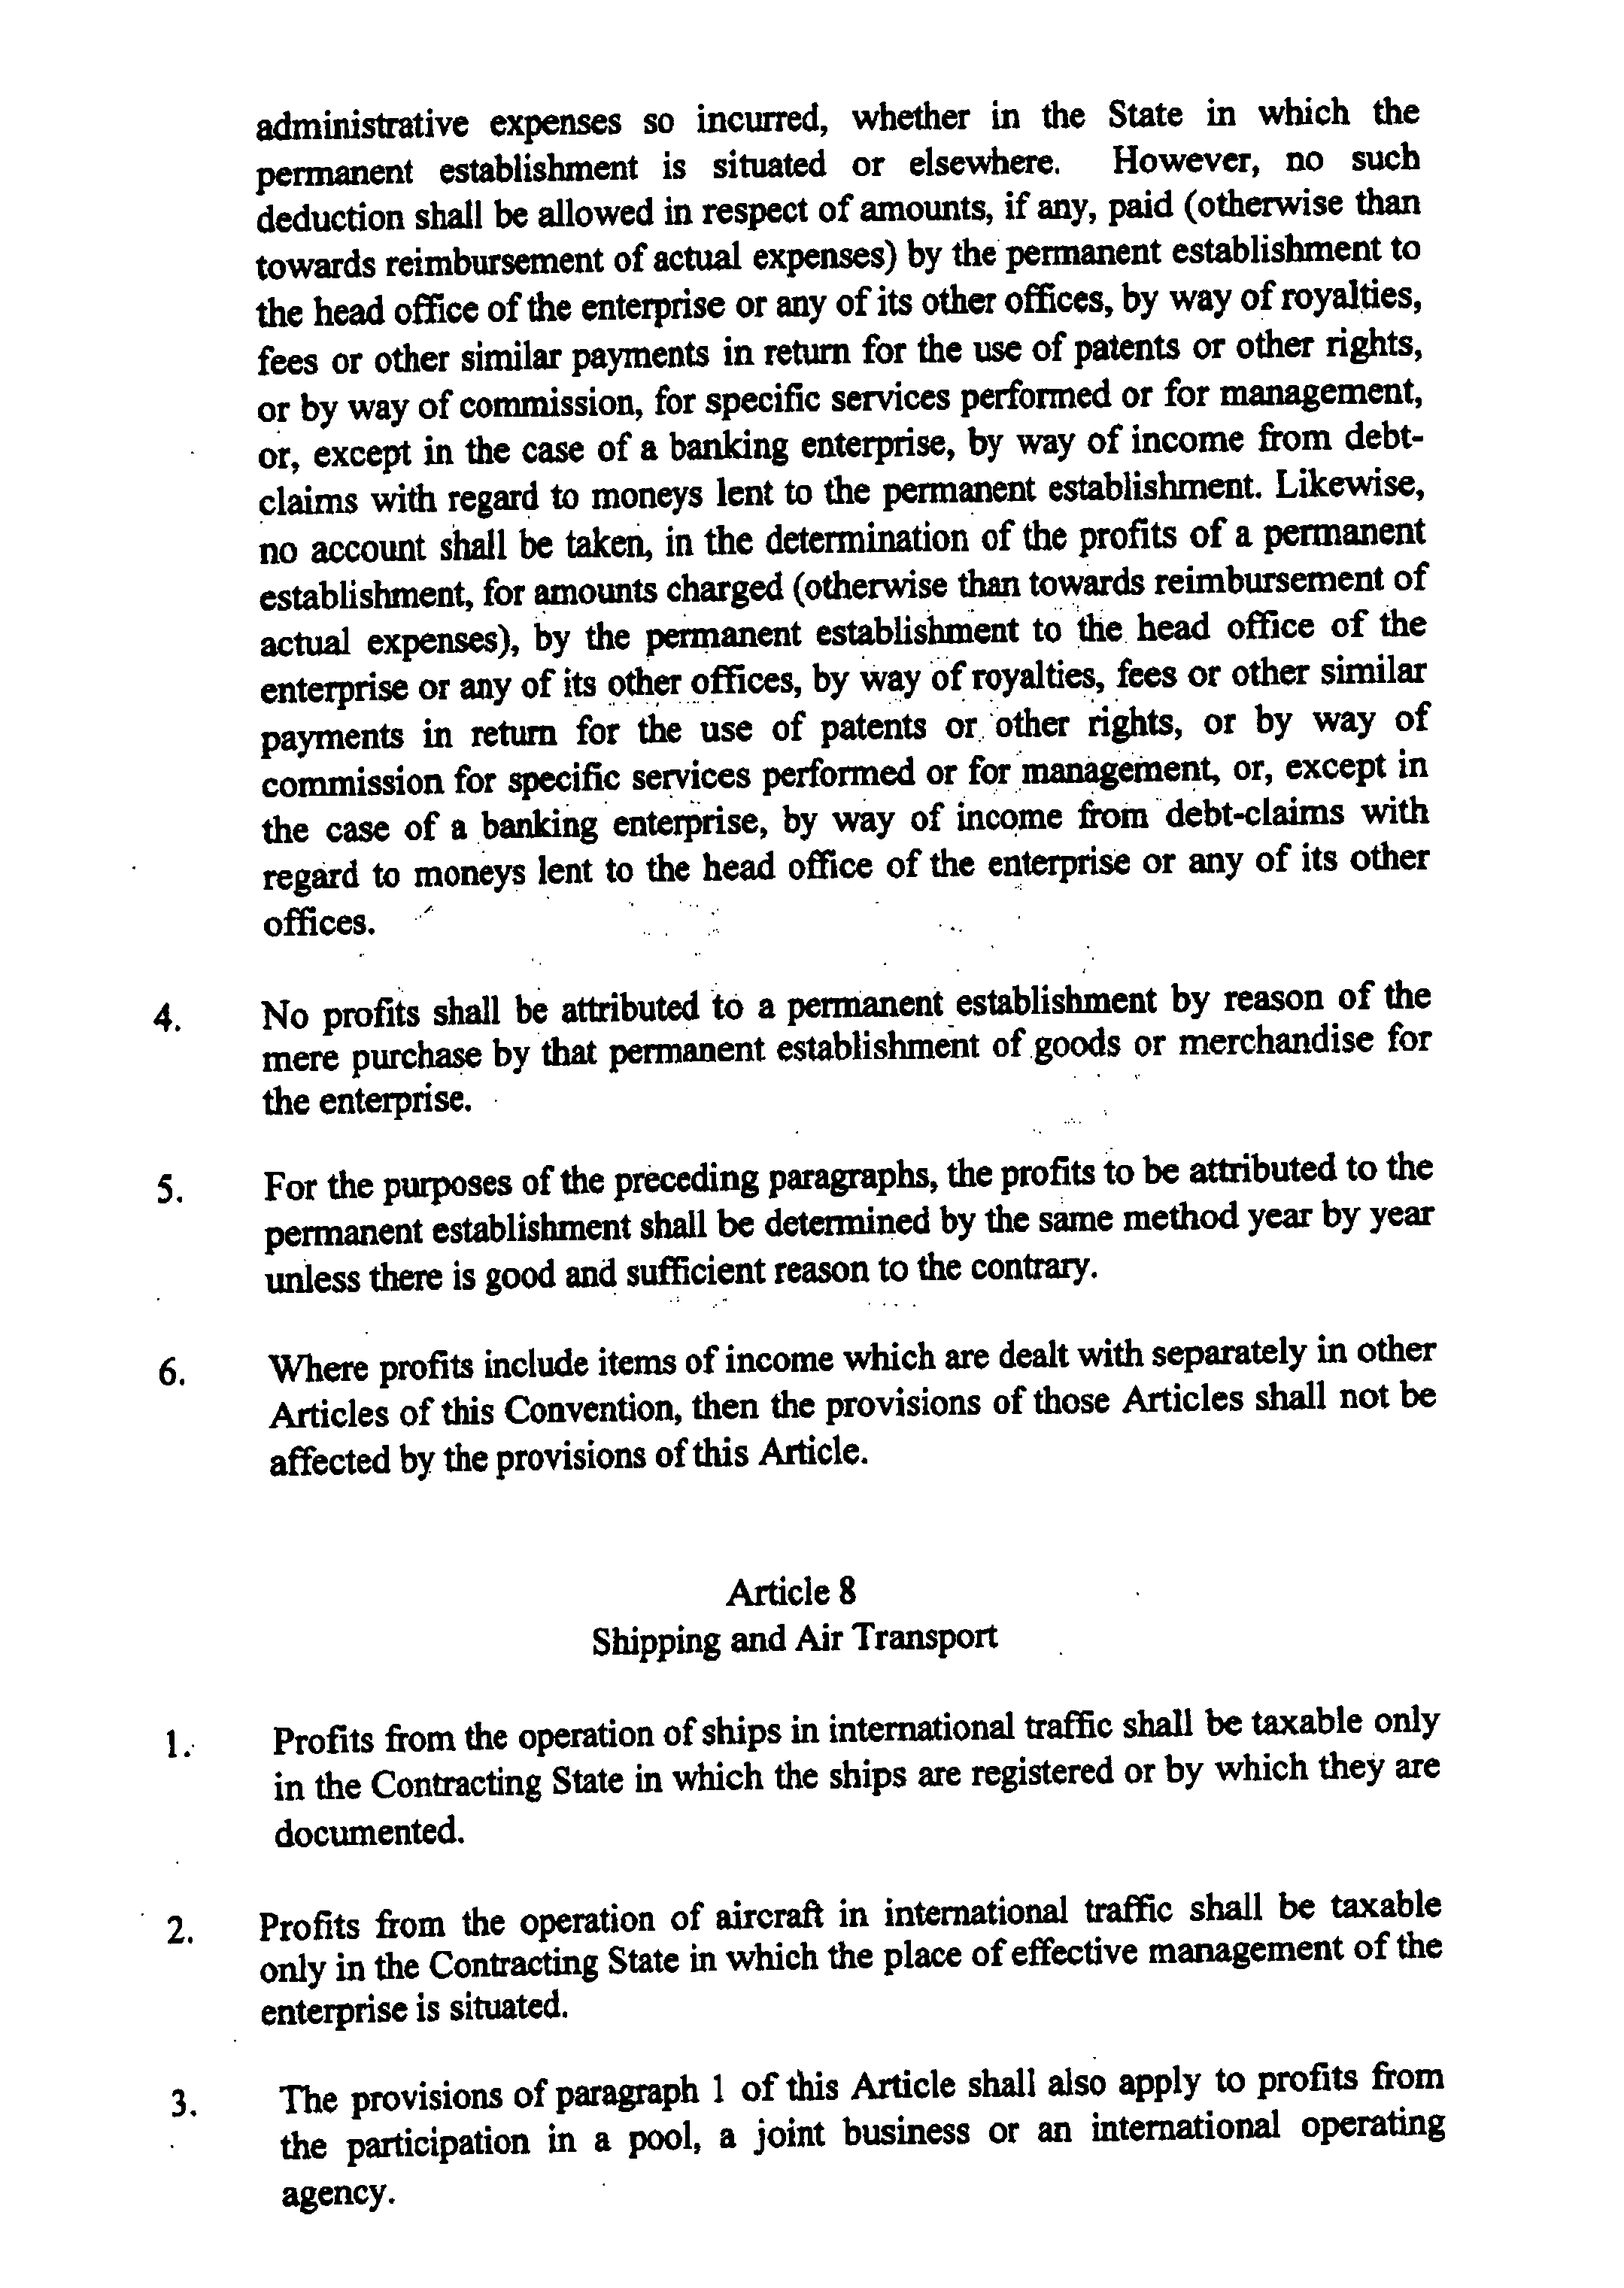 administrative expenses so incurred, whether in the State in which the
permanent establishment is situated or elsewhere. However, no such
deduction shall be allowed in respect of amounts, if any, paid (otherwise than
towards reimbursement of actual expenses) by the permanent establishment to
the head office of the enterprise or any of its other offices, by way of royalties,
fees or other similar payments in return for the use of patents or other rights,
or by way of commission, for specific services performed or for management,
or, except in the case of a banking enterprise, by way of income from debt-
claims with regard to moneys lent to the permanent establishment. Likewise,
no account shall be taken, in the determination of the profits of a permanent
establishment, for amounts charged (otherwise than towards reimbursement of
actual expenses), by the permanent establishment to the head office of the
enterprise or any of its other offices, by way of royalties, fees or other similar
payments in return for the use of patents or other rights, or by way of
commission for specific services performed or for management, or, except in
the case of a banking enterprise, by way of income from debt-claims with
regard to moneys lent to the head office of the enterprise or any of its other
offices.
4. No profits shall be attributed to a permanent establishment by reason of the
mere purchase by that permanent establishment of goods or merchandise for
the enterprise.
5. For the purposes of the preceding paragraphs, the profits to be attributed to the
permanent establishment shall be determined by the same method year by year
unless there is good and sufficient reason to the contrary.
6. Where profits include items of income which are dealt with separately in other
Articles of this Convention, then the provisions of those Articles shall not be
affected by the provisions of this Article.
Article 8
Shipping and Air Transport
1. Profits from the operation of ships in international traffic shall be taxable only
in the Contracting State in which the ships are registered or by which they are
documented.
2. Profits from the operation of aircraft in international traffic shall be taxable
only in the Contracting State in which the place of effective management of the
enterprise is situated.
3. The provisions of paragraph 1 of this Article shall also apply to profits from
the participation in a pool, a joint business or an international operating
agency.